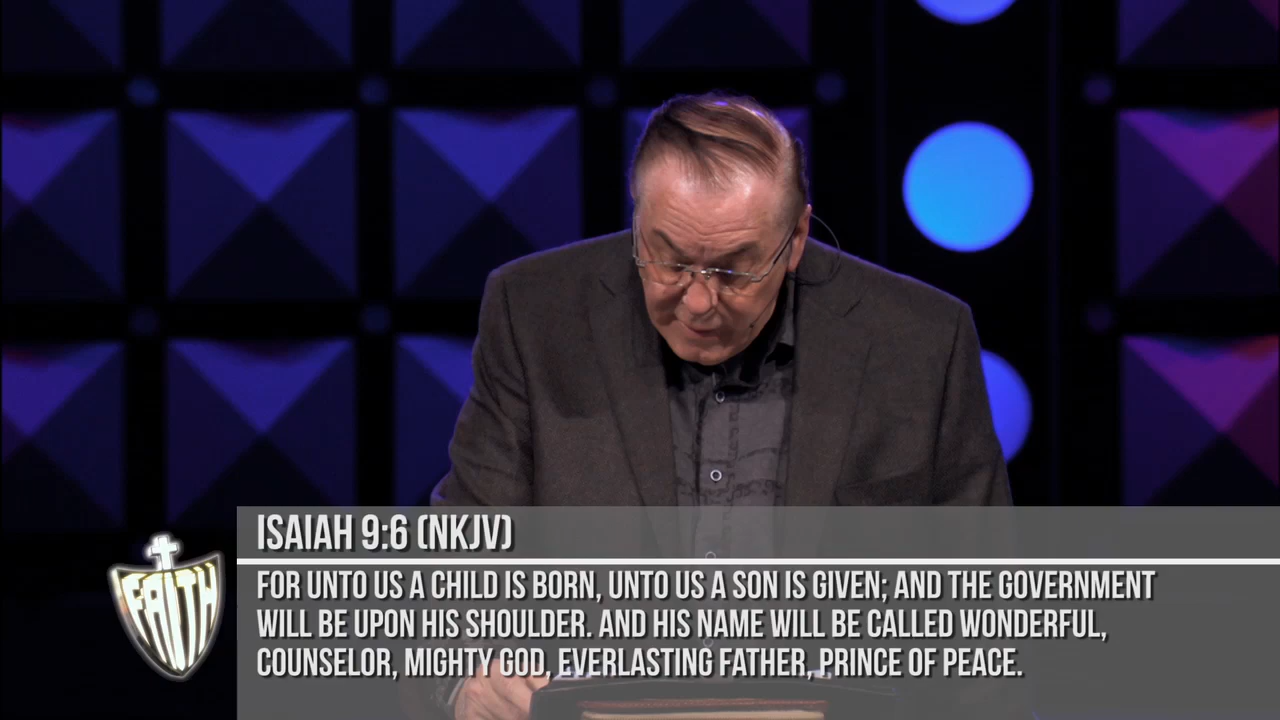 ISAIAH 9:6 (NKJV)
FOR UNTO US A CHILD IS BORN, UNTO US A SON IS GIVEN; AND THE GOVERNMENT
WILL BE UPON HIS SHOULDER. AND HIS NAME WILL BE CALLED WONDERFUL,
COUNSELOR, MIGHTY GOD, EVERLASTING FATHER, PRINCE OF PEACE.
FAITH